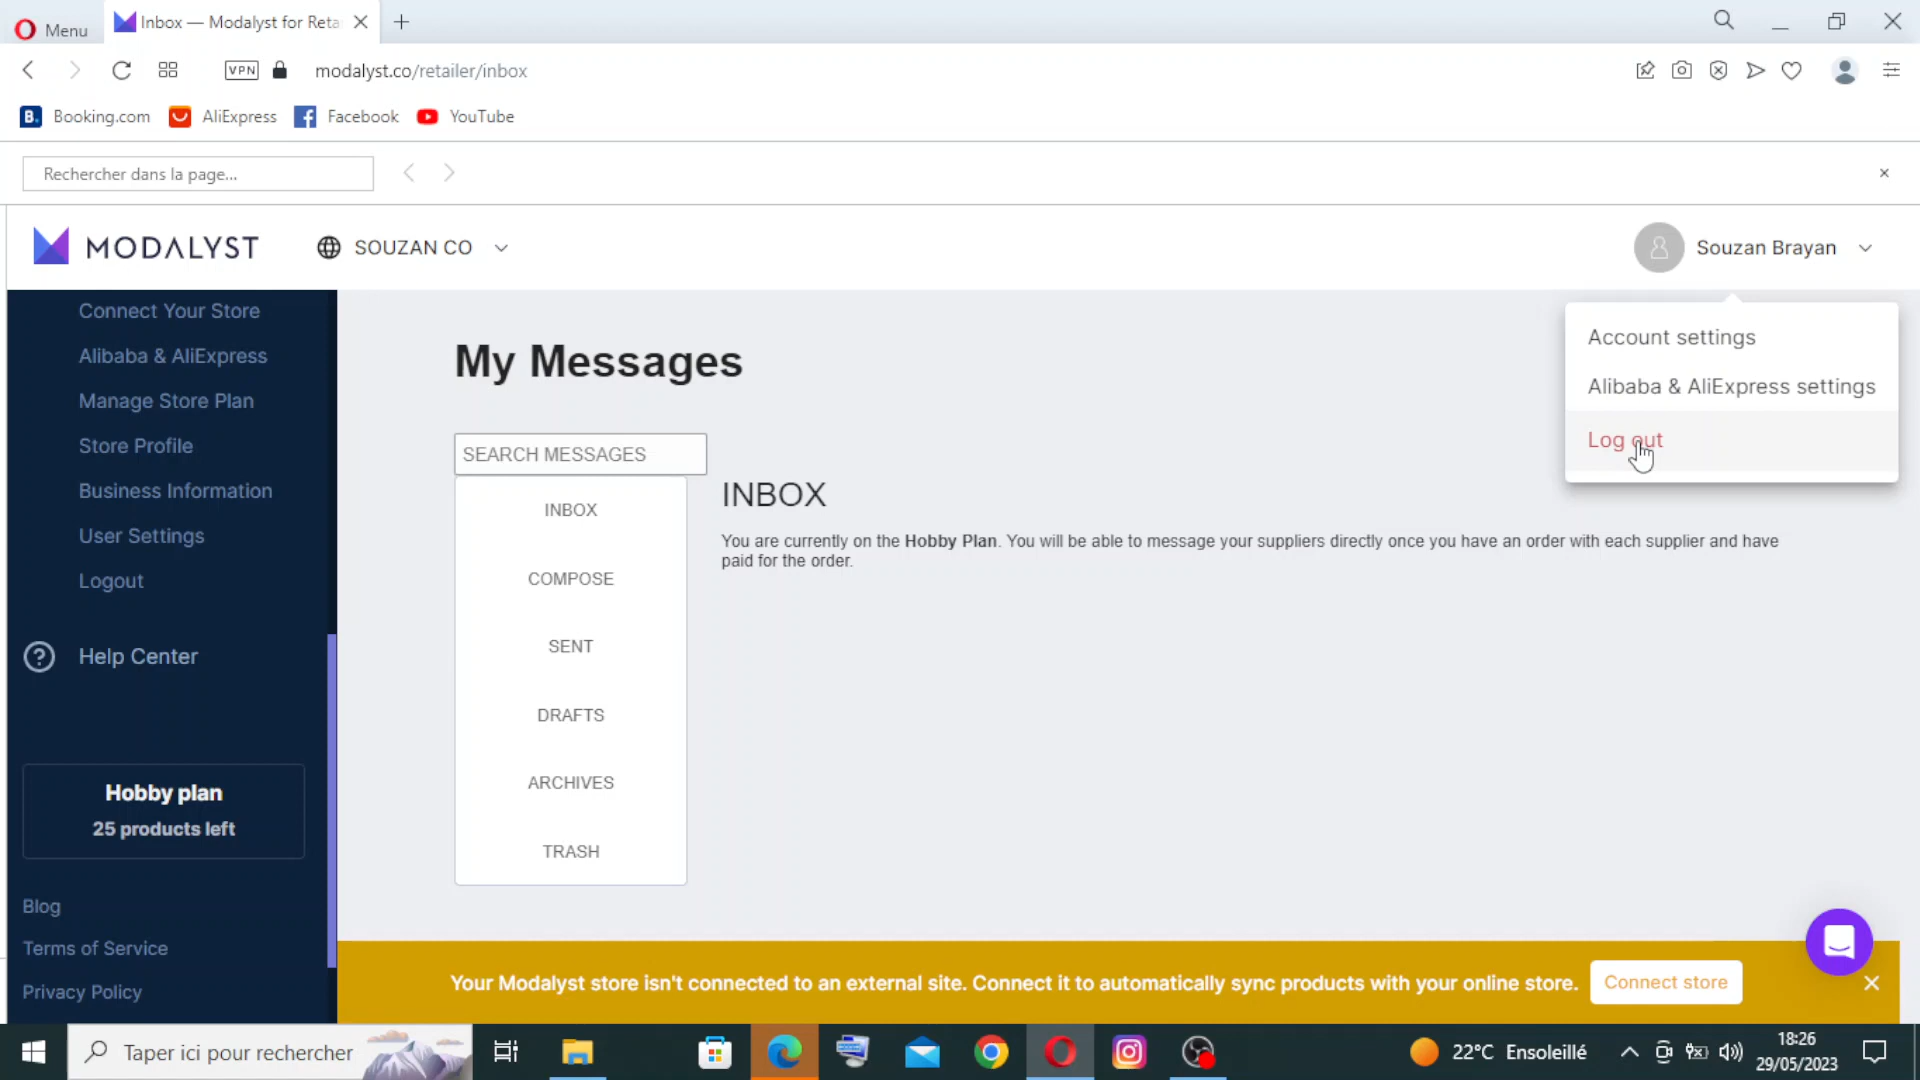 Menu
Inbox — Modalyst for Reta
VPN
modalyst.co/retailer/inbox
B. Booking.com
AliExpress
Facebook
YouTube
Rechercher dans la page...
MODALYST
SOUZAN CO
Souzan Brayan
Connect Your Store
Alibaba & AliExpress
Manage Store Plan
Store Profile
Business Information
User Settings
Logout
Help Center
Hobby plan
25 products left
Blog
Terms of Service
Privacy Policy
My Messages
SEARCH MESSAGES
INBOX
COMPOSE
SENT
DRAFTS
ARCHIVES
TRASH
INBOX
You are currently on the Hobby Plan. You will be able to message your suppliers directly once you have an order with each supplier and have
paid for the order.
Account settings
Alibaba & AliExpress settings
Log out
Your Modalyst store isn't connected to an external site. Connect it to automatically sync products with your online store.
Connect store
Taper ici pour rechercher
22°C Ensoleillé
18:26
29/05/2023